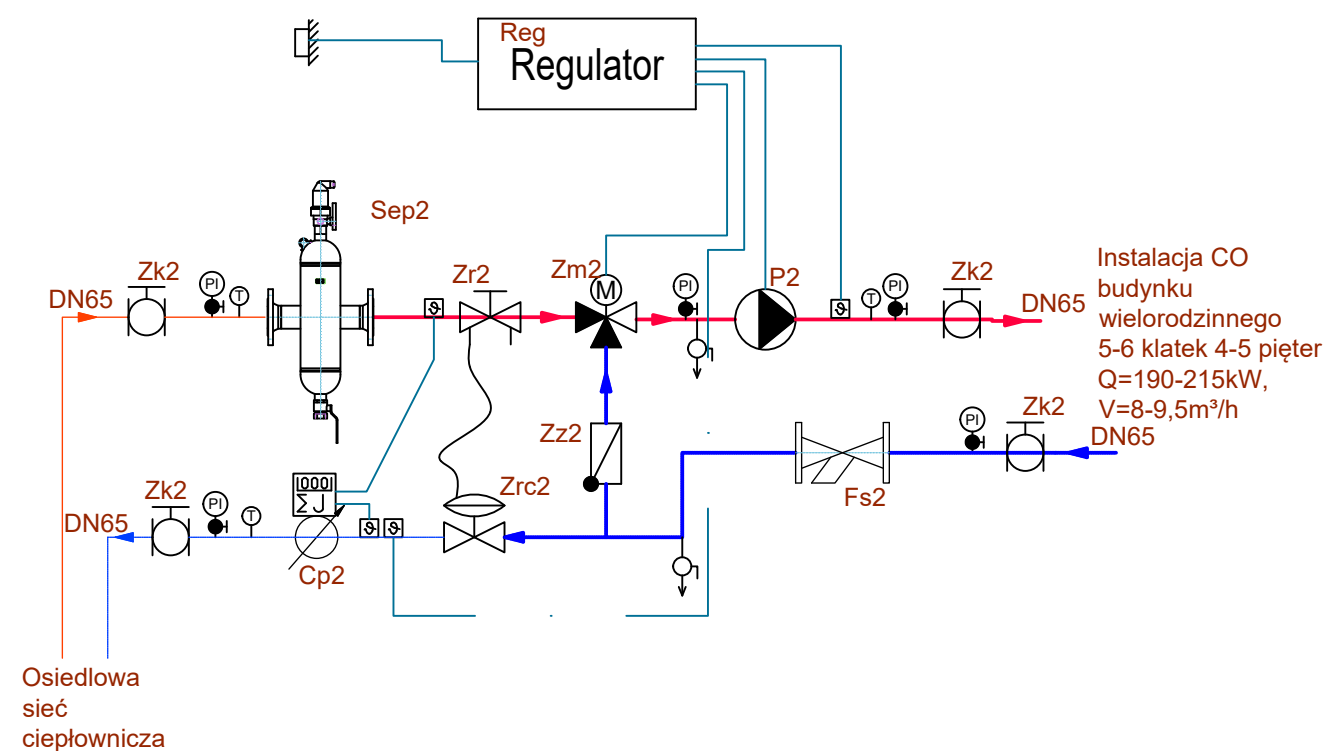 Reg
Regulator
Sep2
Zk2
PI
T
DN65
Zr2
ϑ
Zm2
M
PI
P2
ϑ
T
PI
Zk2
DN65
Instalacja CO
budynku
wielorodzinnego
5-6 klatek 4-5 pięter
Q=190-215kW,
V=8-9,5m³/h
Zz2
Fs2
PI
Zk2
DN65
Zk2
PI
T
DN65
000
ΣJ
Cp2
ϑ
ϑ
Zrc2
Osiedlowa
sieć
ciepłownicza